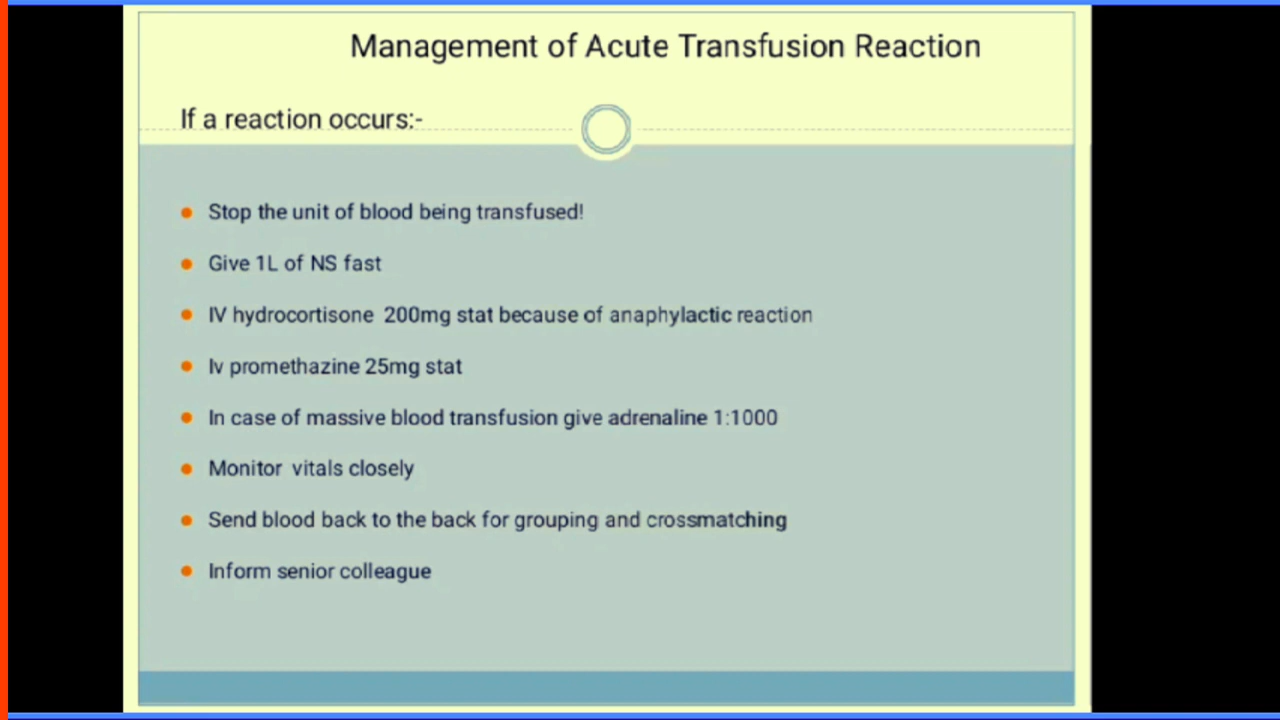 Management of Acute Transfusion Reaction
If a reaction occurs:-
Stop the unit of blood being transfused!
Give 1L of NS fast
IV hydrocortisone 200mg stat because of anaphylactic reaction
Iv promethazine 25mg stat
In case of massive blood transfusion give adrenaline 1:1000
Monitor vitals closely
Send blood back to the back for grouping and crossmatching
Inform senior colleague